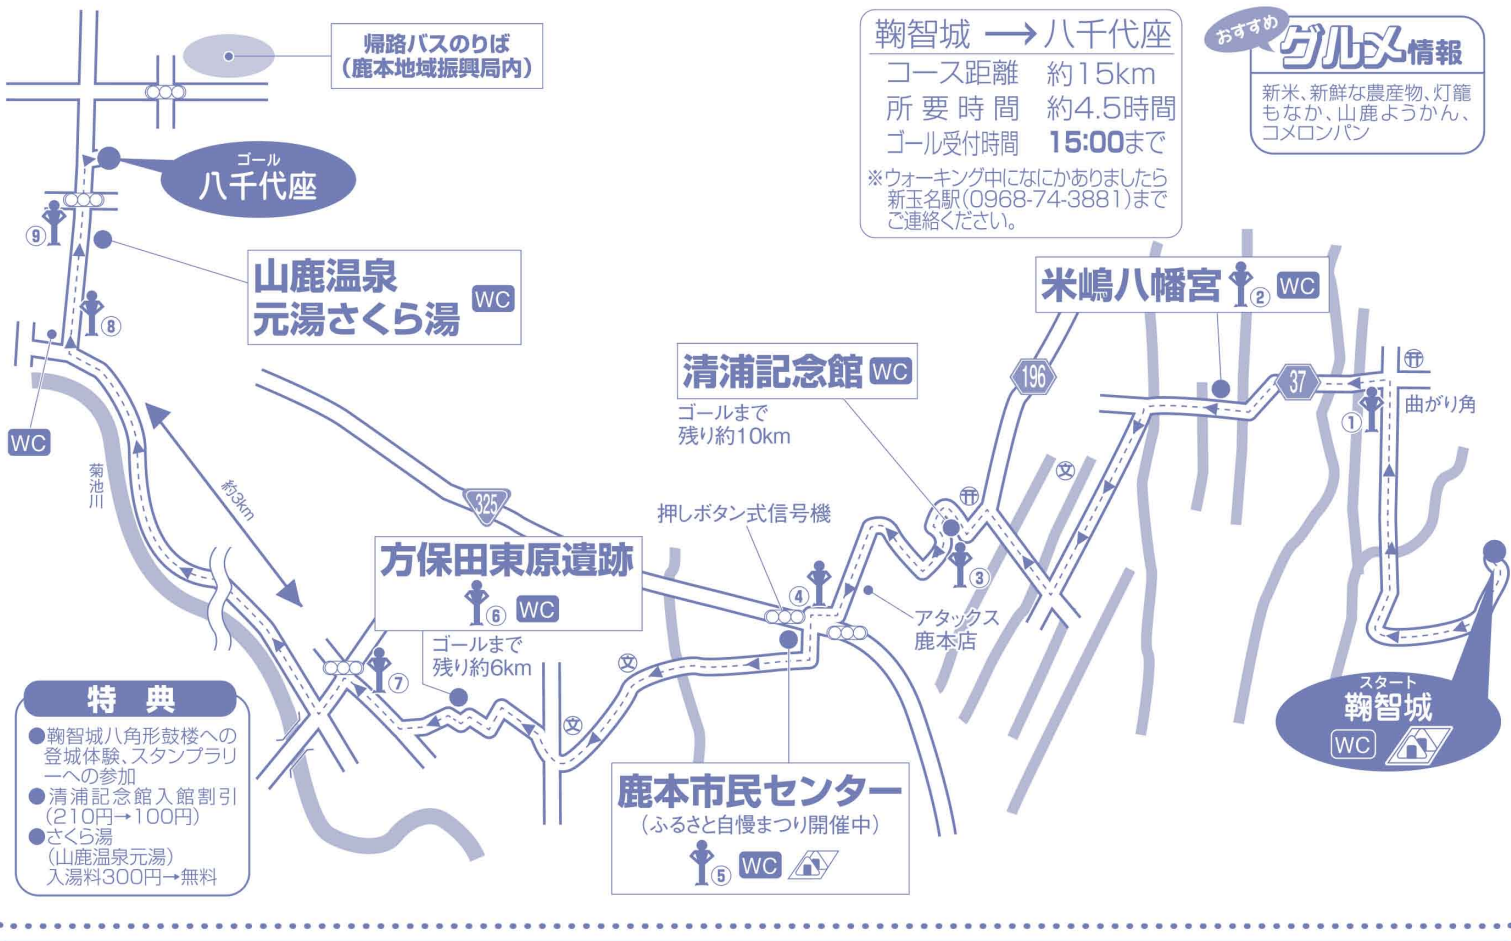 帰路バスのりば
(鹿本地域振興局内)
鞠智城 → 八千代座
コース距離 約15km
所要時間 約4.5時間
ゴール受付時間 15:00まで
※ウォーキング中になにかありましたら
新玉名駅(0968-74-3881)まで
ご連絡ください。
おすすめ
グルメ情報
新米、新鮮な農産物、灯籠
もなか、山鹿ようかん、
コメロンパン
ゴール
八千代座
⑨
山鹿温泉
元湯さくら湯 WC
⑧
WC
菊池川
約3km
325
米嶋八幡宮 ② WC
196
37
①
曲がり角
清浦記念館 WC
ゴールまで
残り約10km
文
③
押しボタン式信号機
④
アタックス
鹿本店
方保田東原遺跡
⑥ WC
ゴールまで
残り約6km
⑦
文
文
スタート
鞠智城
WC
鹿本市民センター
(ふるさと自慢まつり開催中)
⑤ WC
特典
●鞠智城八角形鼓楼への
登城体験、スタンプラリ
ーへの参加
●清浦記念館入館割引
(210円→100円)
●さくら湯
(山鹿温泉元湯)
入湯料300円→無料